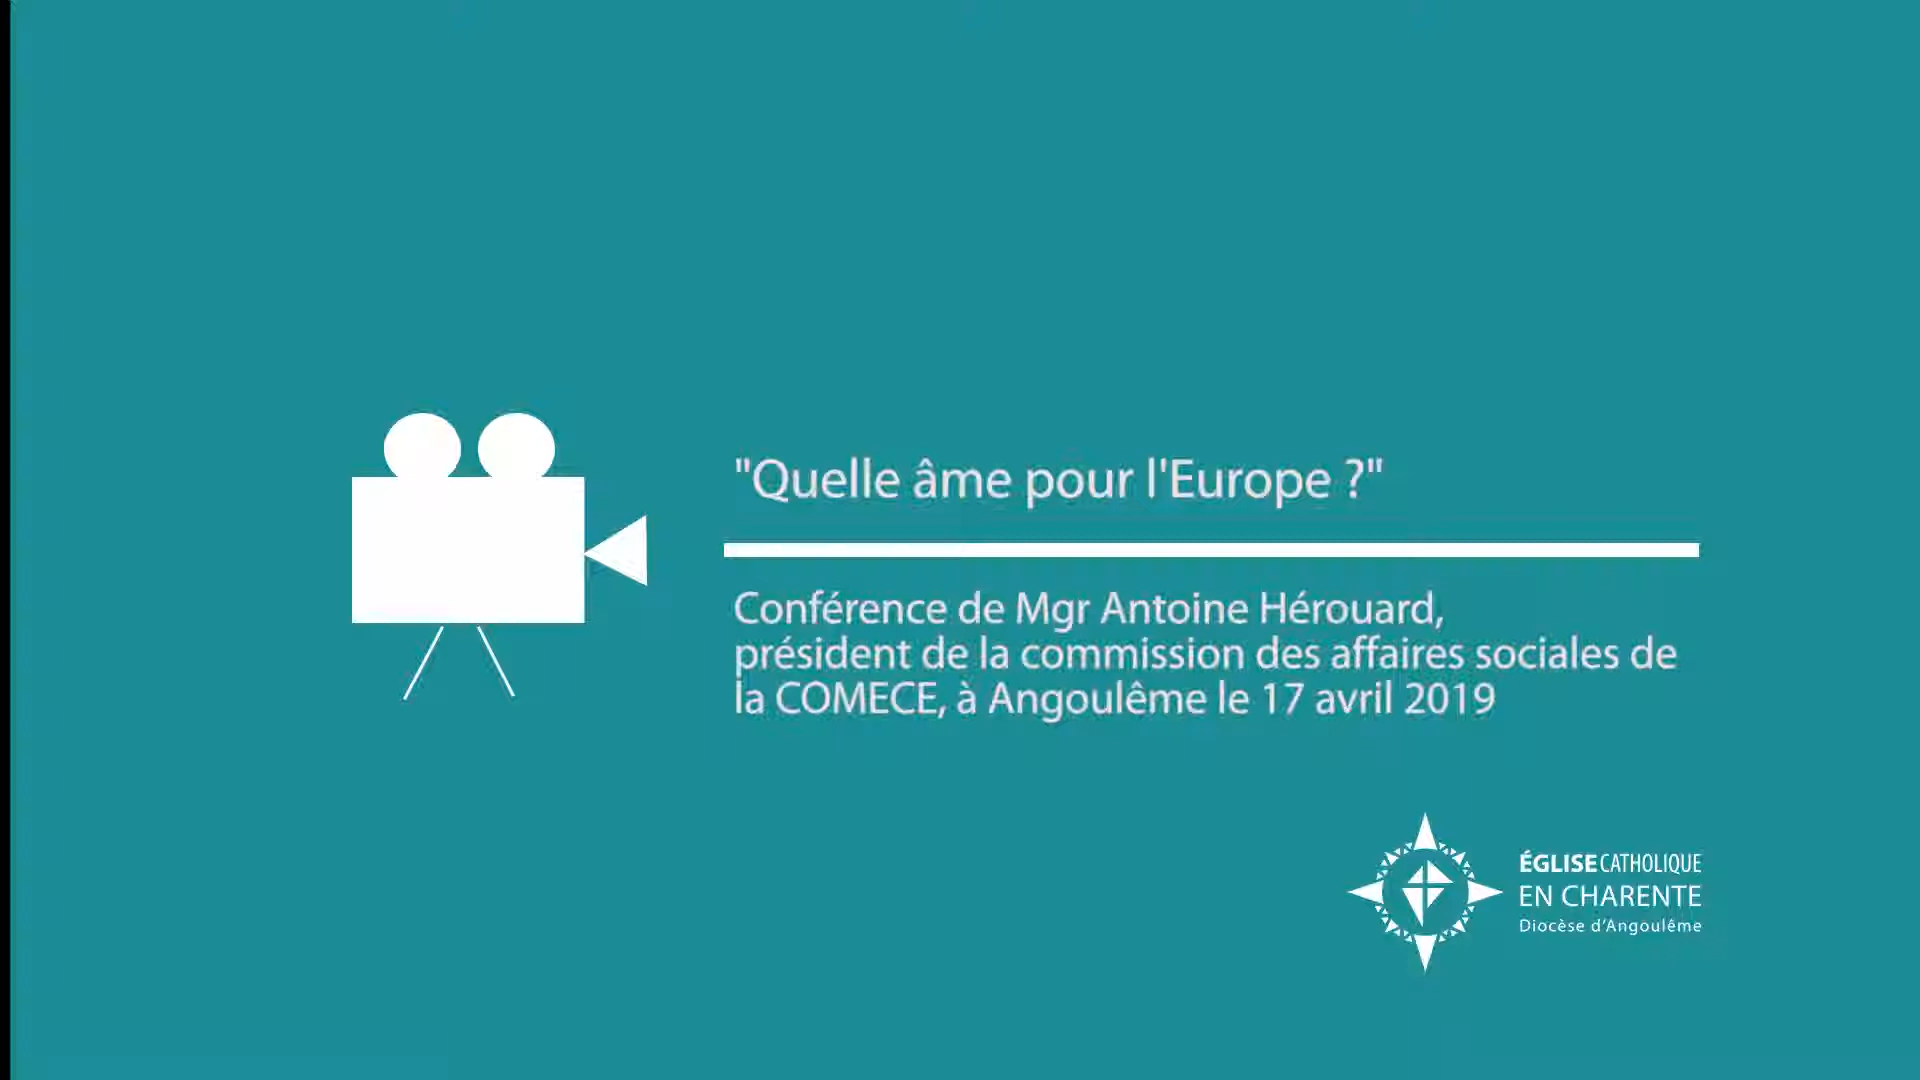 "Quelle âme pour l'Europe ?"
Conférence de Mgr Antoine Hérouard,
président de la commission des affaires sociales de
la COMECE, à Angoulême le 17 avril 2019
ÉGLISE CATHOLIQUE
EN CHARENTE
Diocèse d'Angoulême